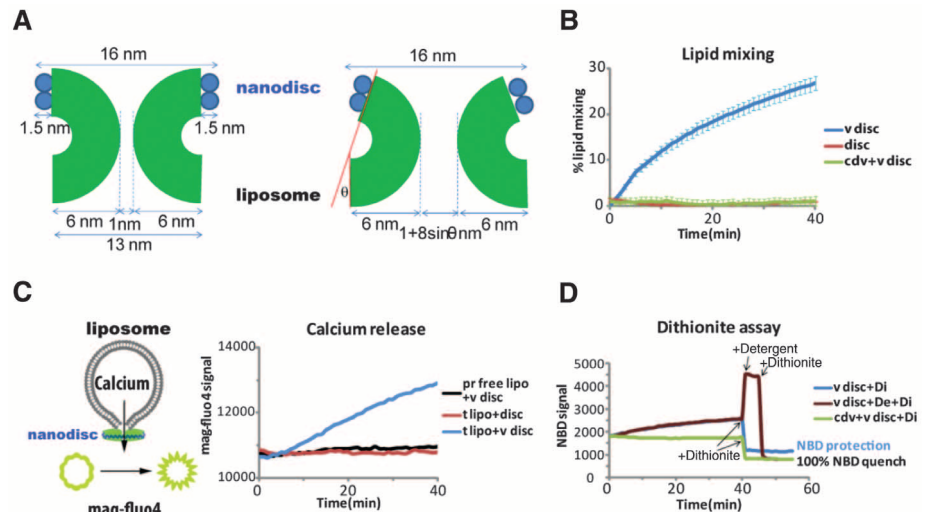 A
16 nm
1.5 nm
1.5 nm
6 nm
1nm
6 nm
13 nm
nanodisc
liposome
16 nm
θ
6 nm
1+8sinθ nm
6 nm
B
Lipid mixing
% lipid mixing
30
20
10
0
0
20
40
Time(min)
v disc
disc
cdv+v disc
C
liposome
Calcium
nanodisc
mag-fluo4
Calcium release
mag-fluo 4 signal
14000
12000
10000
0
20
40
Time(min)
pr free lipo
+v disc
t lipo+disc
t lipo+v disc
D
Dithionite assay
+Detergent
+Dithionite
NBD signal
5000
4000
3000
2000
1000
0
0
20
40
60
Time(min)
+Dithionite
v disc+Di
v disc+De+Di
cdv+v disc+Di
NBD protection
100% NBD quench